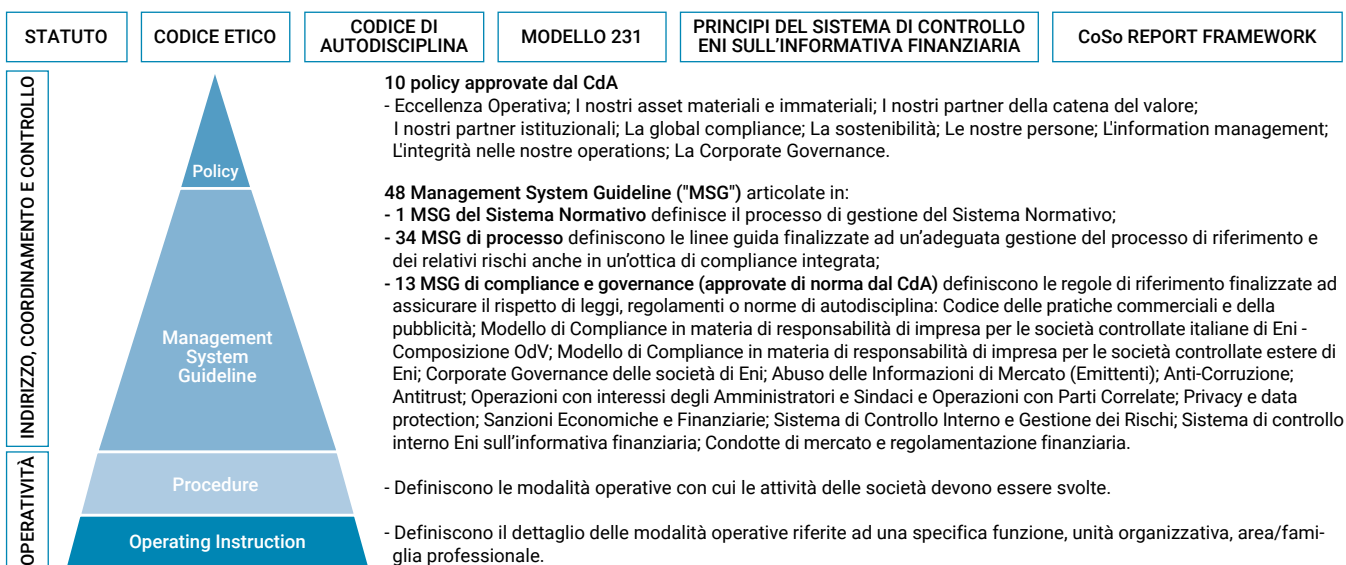 STATUTO
CODICE ETICO
CODICE DI
AUTODISCIPLINA
MODELLO 231
PRINCIPI DEL SISTEMA DI CONTROLLO
ENI SULL’INFORMATIVA FINANZIARIA
CoSo REPORT FRAMEWORK
INDIRIZZO, COORDINAMENTO E CONTROLLO
Policy
10 policy approvate dal CdA
- Eccellenza Operativa; I nostri asset materiali e immateriali; I nostri partner della catena del valore;
I nostri partner istituzionali; La global compliance; La sostenibilità; Le nostre persone; L'information management;
L'integrità nelle nostre operations; La Corporate Governance.
Management
System
Guideline
48 Management System Guideline ("MSG") articolate in:
- 1 MSG del Sistema Normativo definisce il processo di gestione del Sistema Normativo;
- 34 MSG di processo definiscono le linee guida finalizzate ad un’adeguata gestione del processo di riferimento e
dei relativi rischi anche in un’ottica di compliance integrata;
- 13 MSG di compliance e governance (approvate di norma dal CdA) definiscono le regole di riferimento finalizzate ad
assicurare il rispetto di leggi, regolamenti o norme di autodisciplina: Codice delle pratiche commerciali e della
pubblicità; Modello di Compliance in materia di responsabilità di impresa per le società controllate italiane di Eni -
Composizione OdV; Modello di Compliance in materia di responsabilità di impresa per le società controllate estere di
Eni; Corporate Governance delle società di Eni; Abuso delle Informazioni di Mercato (Emittenti); Anti-Corruzione;
Antitrust; Operazioni con interessi degli Amministratori e Sindaci e Operazioni con Parti Correlate; Privacy e data
protection; Sanzioni Economiche e Finanziarie; Sistema di Controllo Interno e Gestione dei Rischi; Sistema di controllo
interno Eni sull’informativa finanziaria; Condotte di mercato e regolamentazione finanziaria.
OPERATIVITÀ
Procedure
- Definiscono le modalità operative con cui le attività delle società devono essere svolte.
Operating Instruction
- Definiscono il dettaglio delle modalità operative riferite ad una specifica funzione, unità organizzativa, area/fami-
glia professionale.